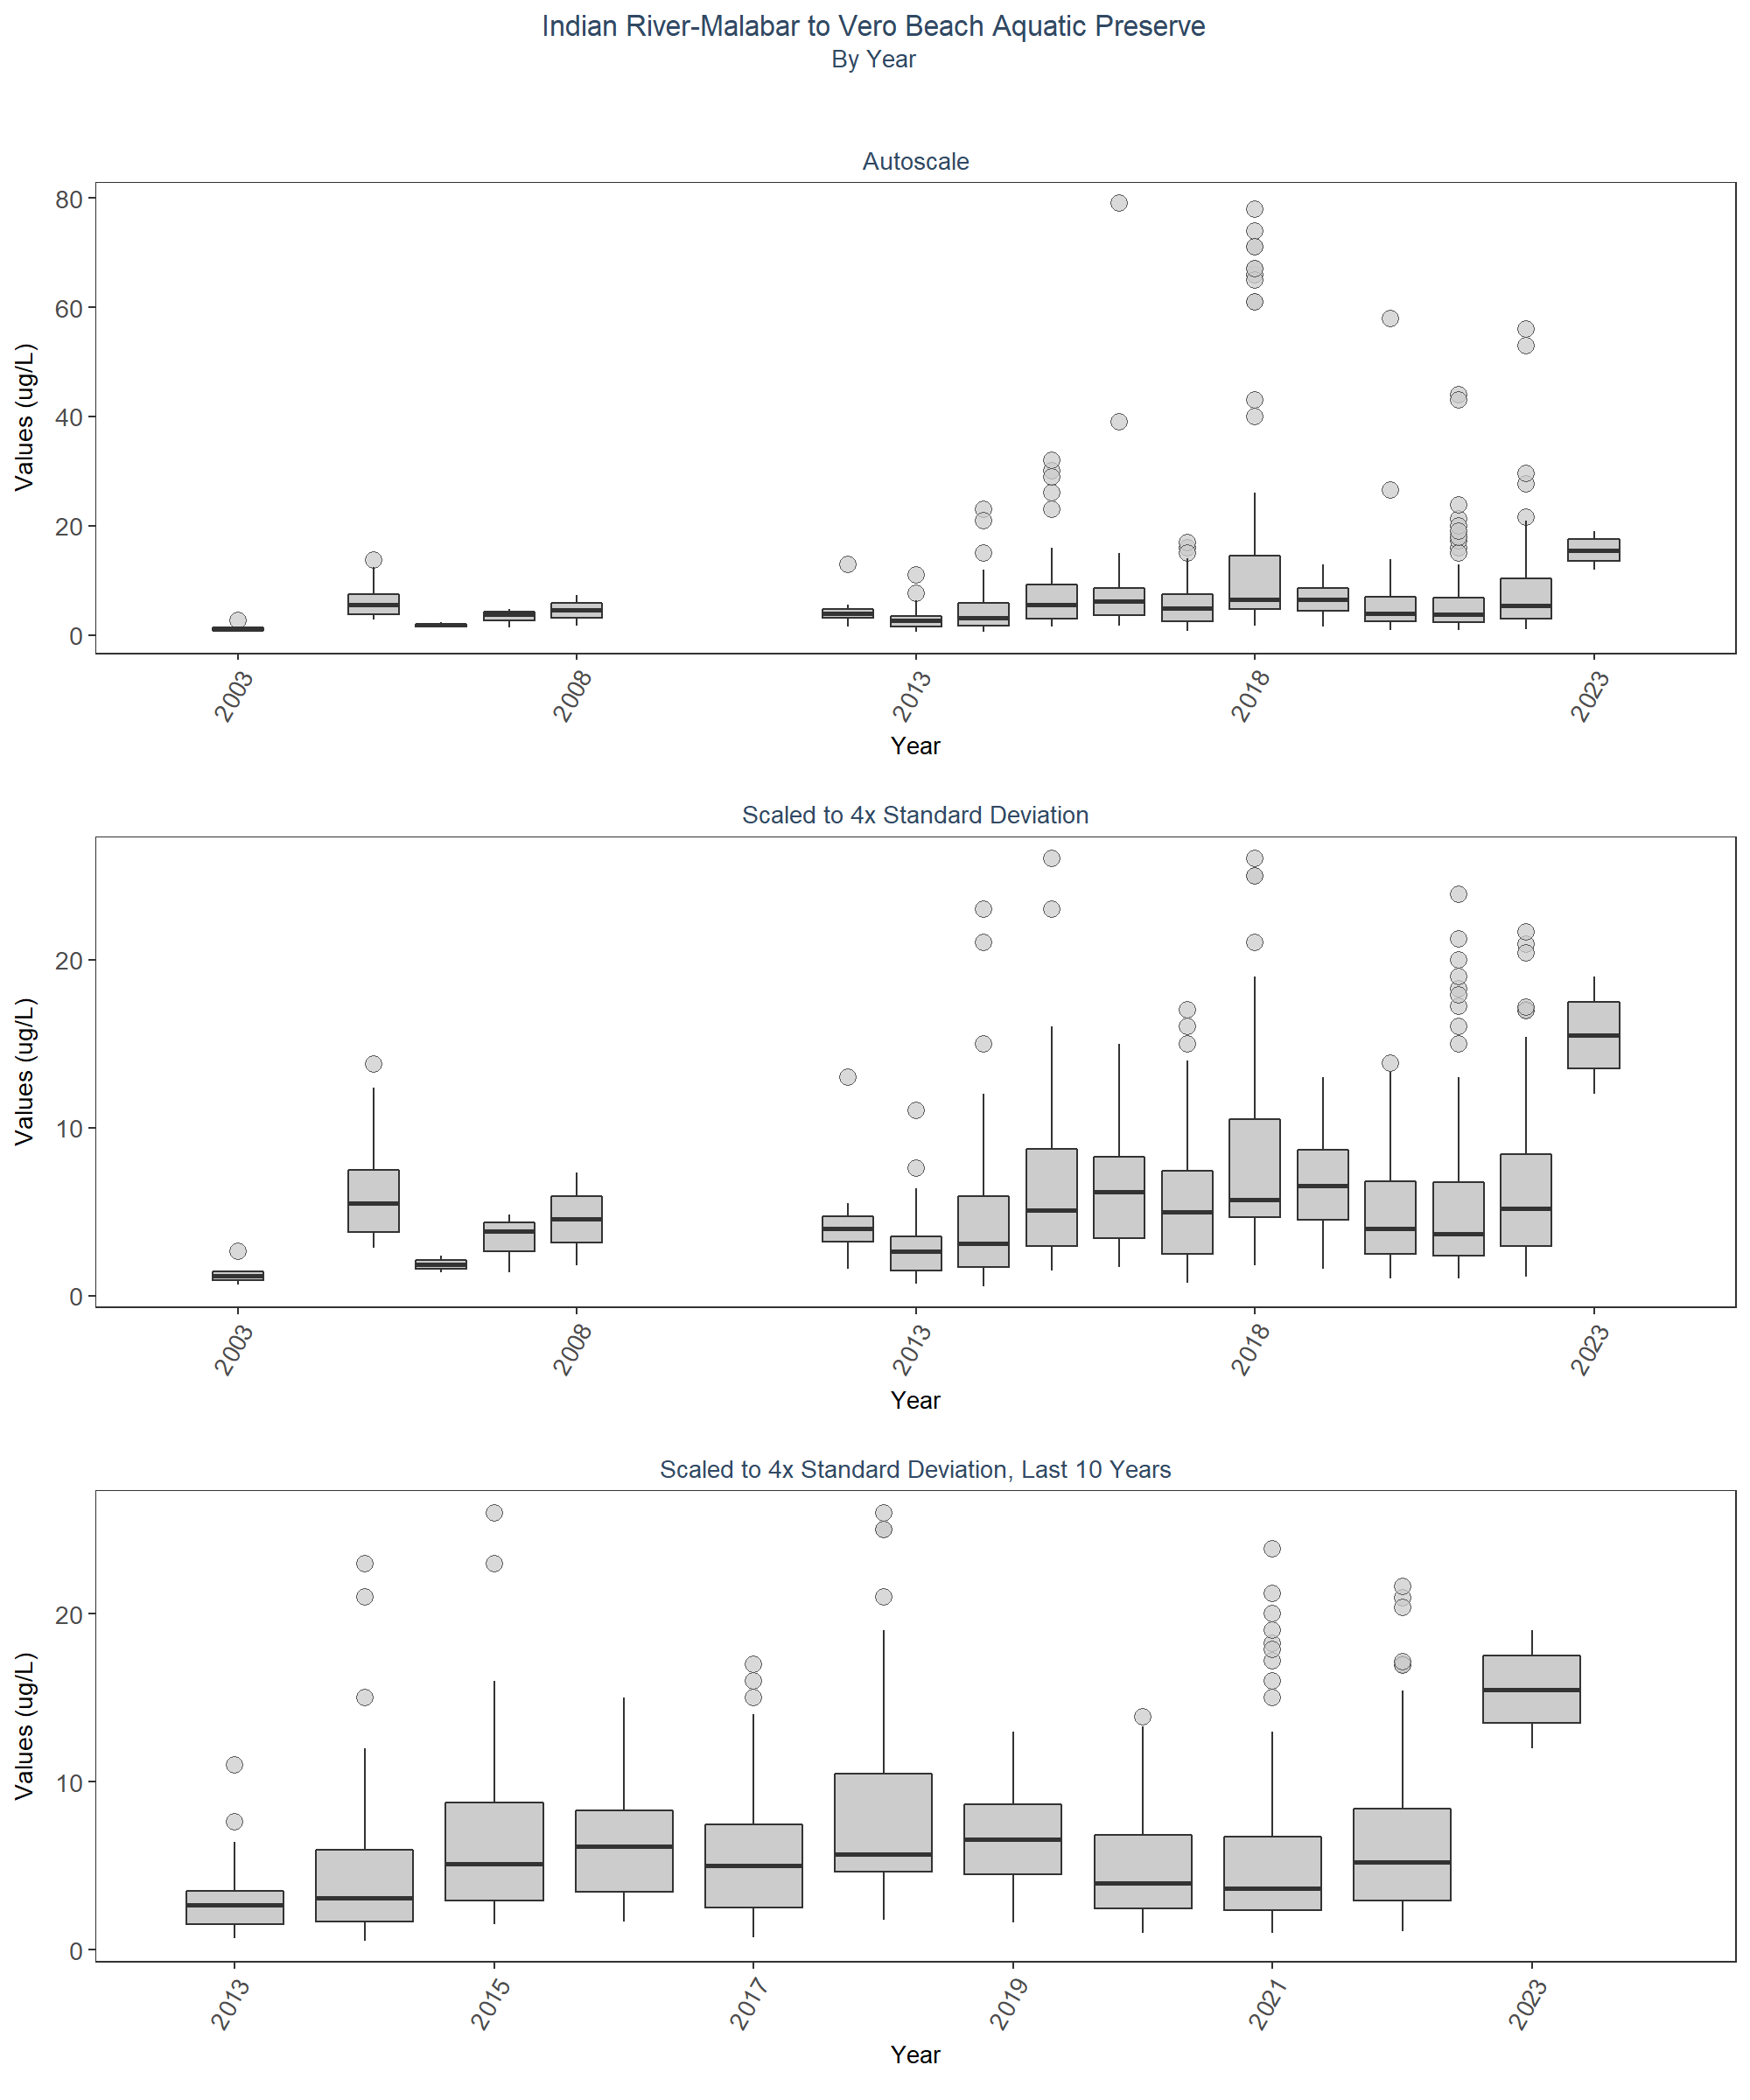 Indian River-Malabar to Vero Beach Aquatic Preserve
By Year
Autoscale
Values (ug/L)
80
60
40
20
0
2003
2008
2013
2018
2023
Year
Scaled to 4x Standard Deviation
Values (ug/L)
20
10
0
2003
2008
2013
2018
2023
Year
Scaled to 4x Standard Deviation, Last 10 Years
Values (ug/L)
20
10
0
2013
2015
2017
2019
2021
2023
Year